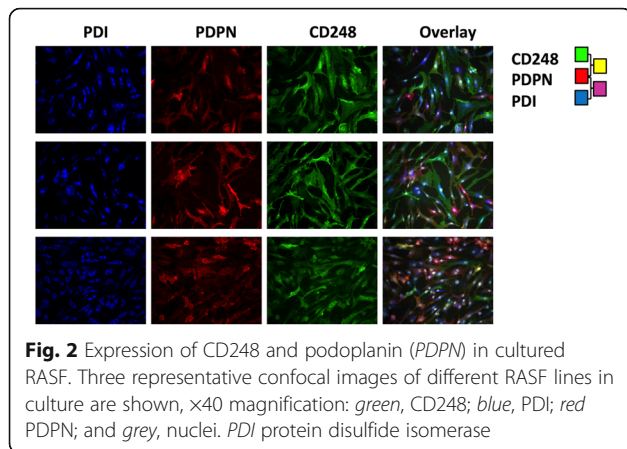 PDI PDPN CD248 Overlay
CD248
PDPN
PDI
Fig. 2 Expression of CD248 and podoplanin (PDPN) in cultured
RASF. Three representative confocal images of different RASF lines in
culture are shown, ×40 magnification: green, CD248; blue, PDI; red
PDPN; and grey, nuclei. PDI protein disulfide isomerase